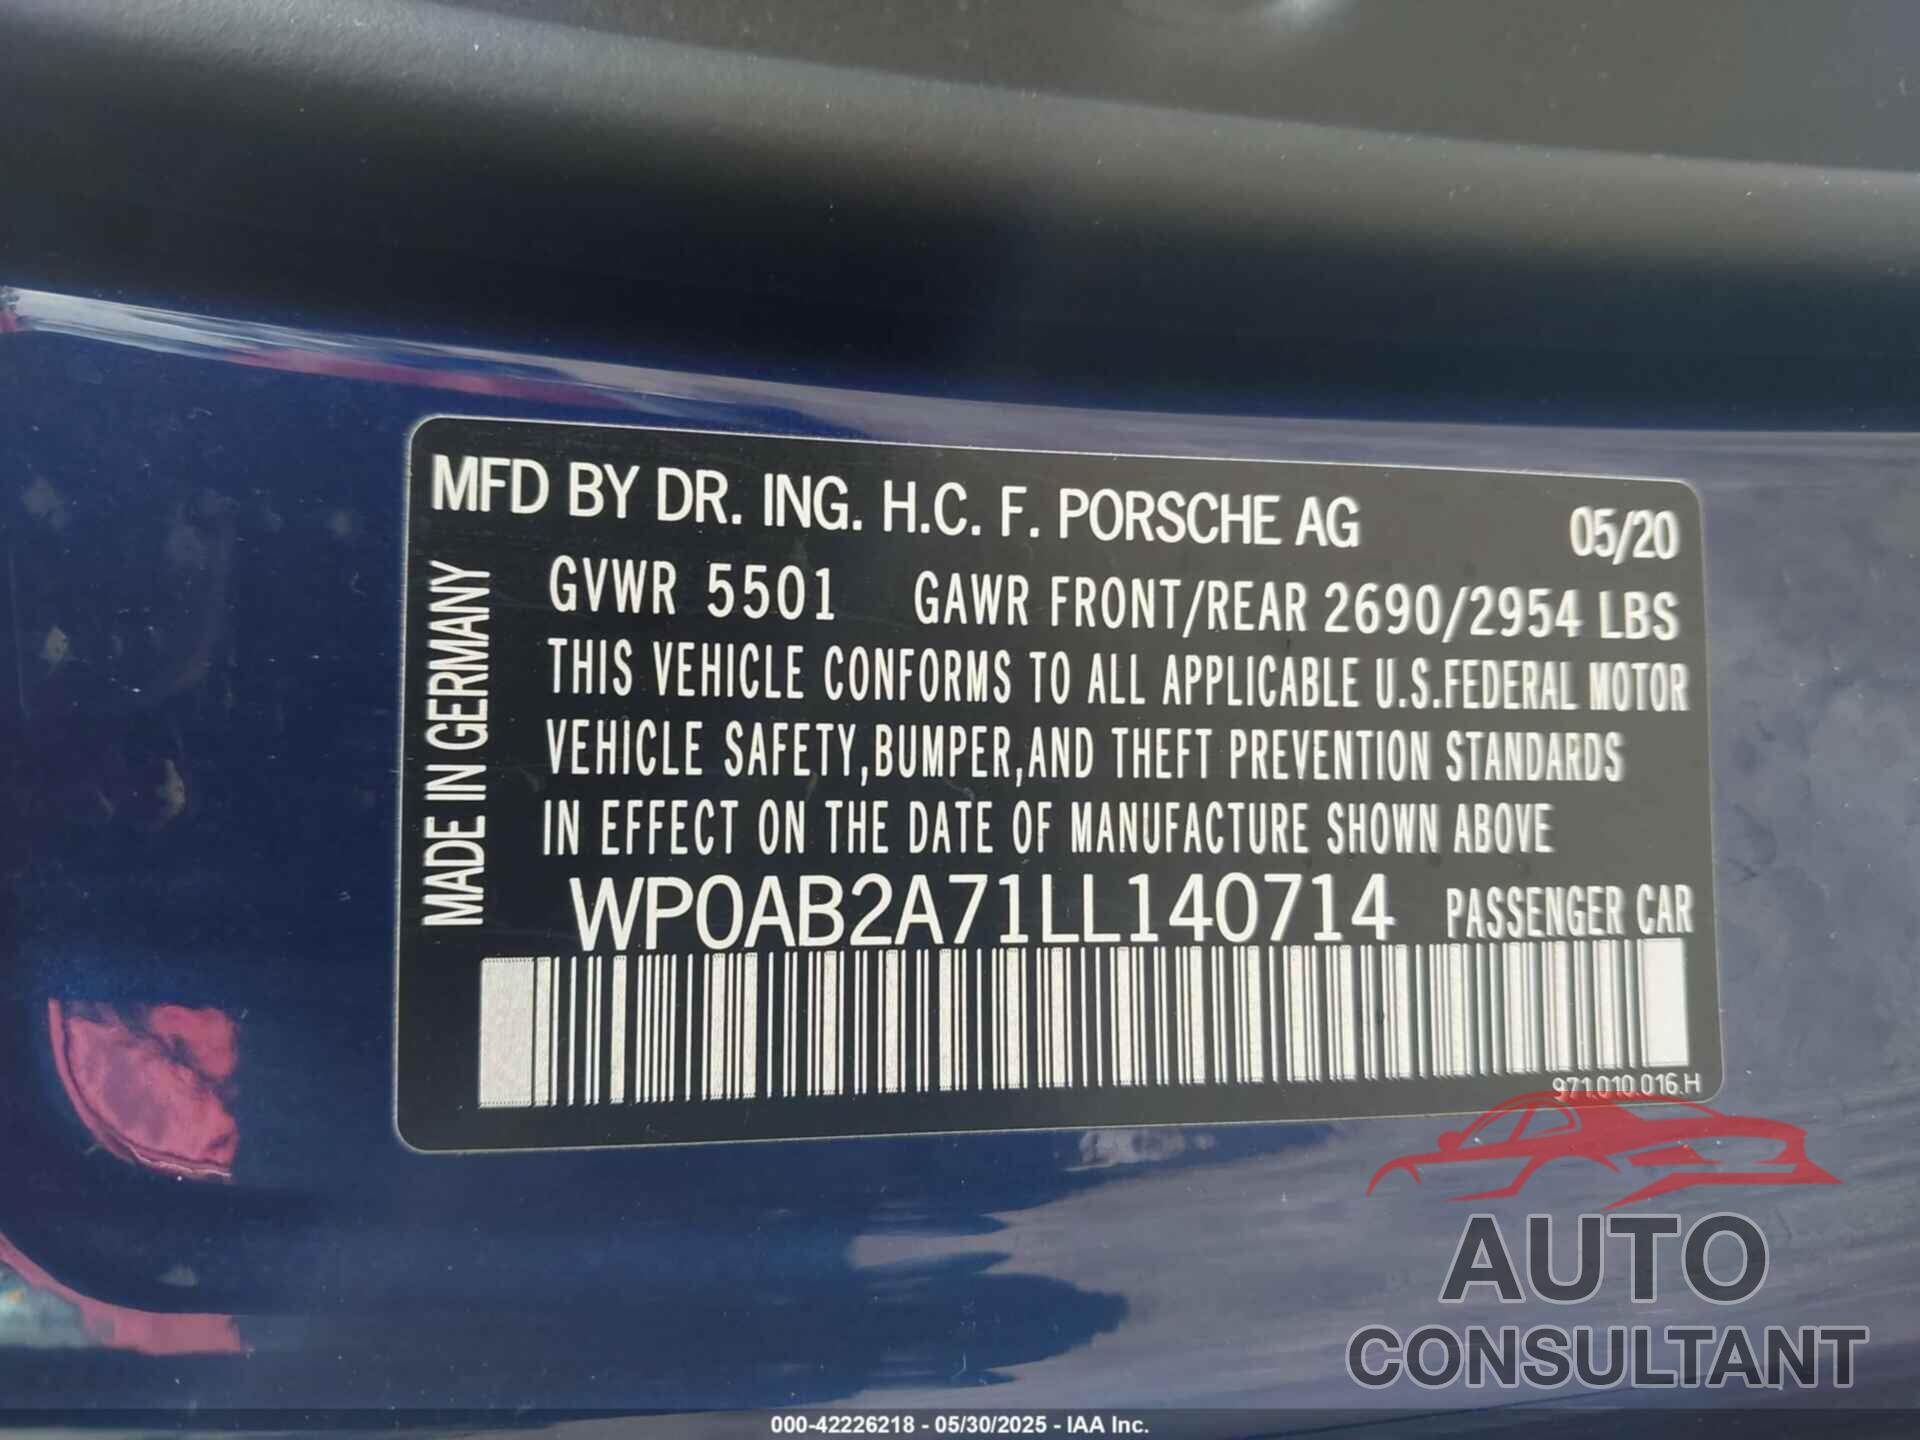 MFD BY DR. ING. H.C. F. PORSCHE AG 05/20
GVWR 5501 GAWR FRONT/REAR 2690/2954 LBS
THIS VEHICLE CONFORMS TO ALL APPLICABLE U.S.FEDERAL MOTOR
VEHICLE SAFETY,BUMPER,AND THEFT PREVENTION STANDARDS
IN EFFECT ON THE DATE OF MANUFACTURE SHOWN ABOVE
WP0AB2A71LL140714 PASSENGER CAR
MADE IN GERMANY
971.010.016.H
AUTO
CONSULTANT
000-42226218 - 05/30/2025 - IAA Inc.